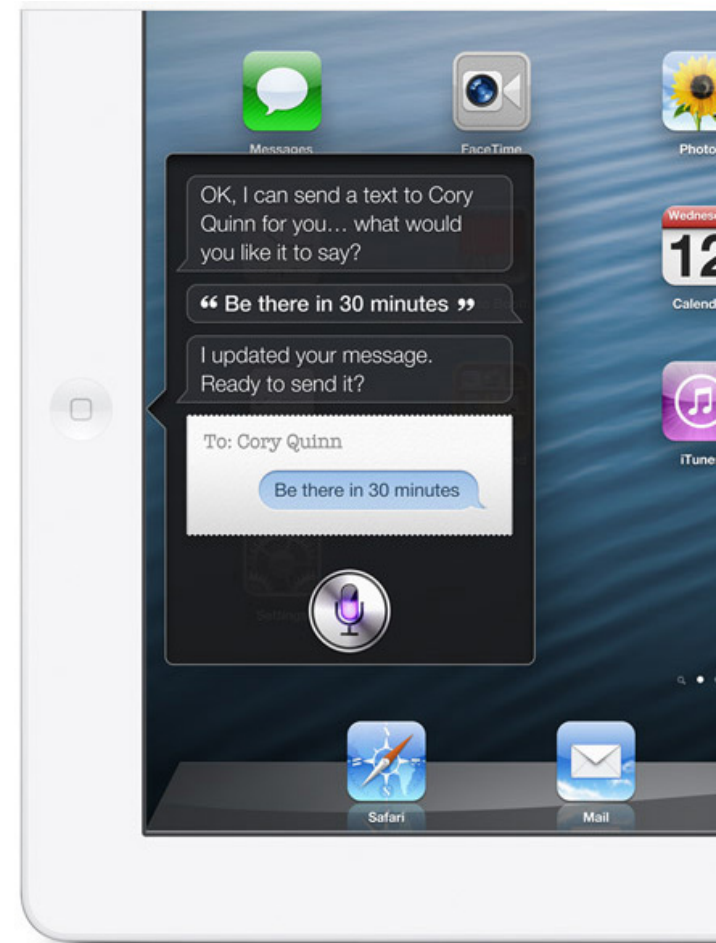 Messages
FaceTime
Photo
OK, I can send a text to Cory
Quinn for you... what would
you like it to say?
Wednes
12
Calend
“ Be there in 30 minutes ”
I updated your message.
Ready to send it?
iTune
To: Cory Quinn
Be there in 30 minutes
Settings
Safari
Mail